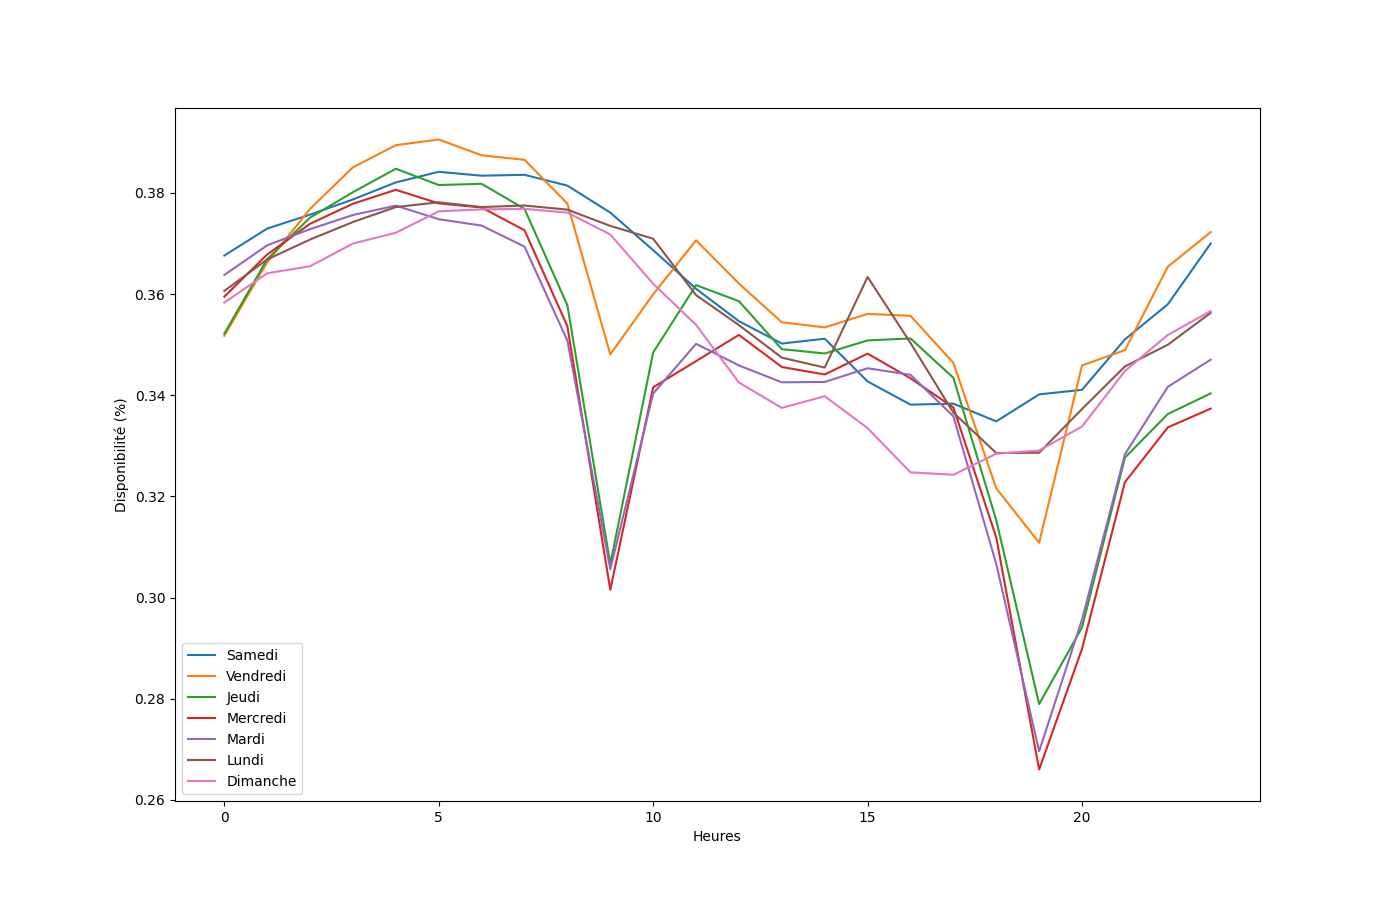 0.38
0.36
0.34
0.32
0.30
0.28
0.26
Disponibilité (%)
Samedi
Vendredi
Jeudi
Mercredi
Mardi
Lundi
Dimanche
0 5 10 15 20
Heures